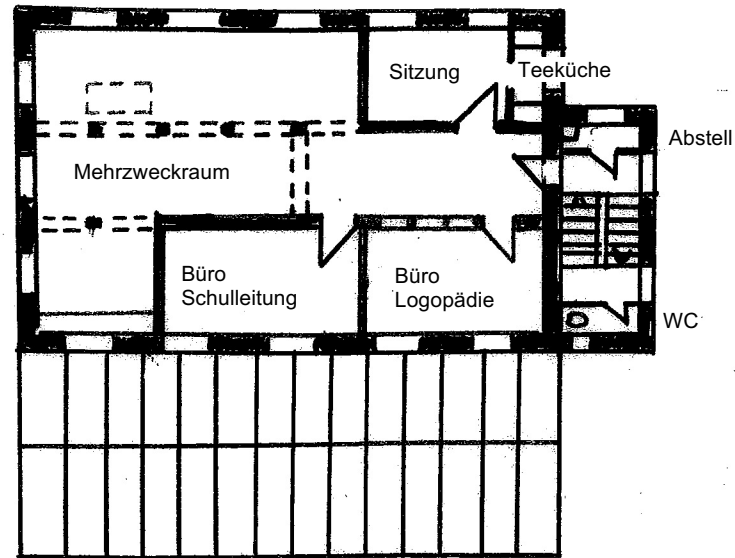 Sitzung
Teeküche
Abstell
Mehrzweckraum
Büro
Schulleitung
Büro
Logopädie
WC